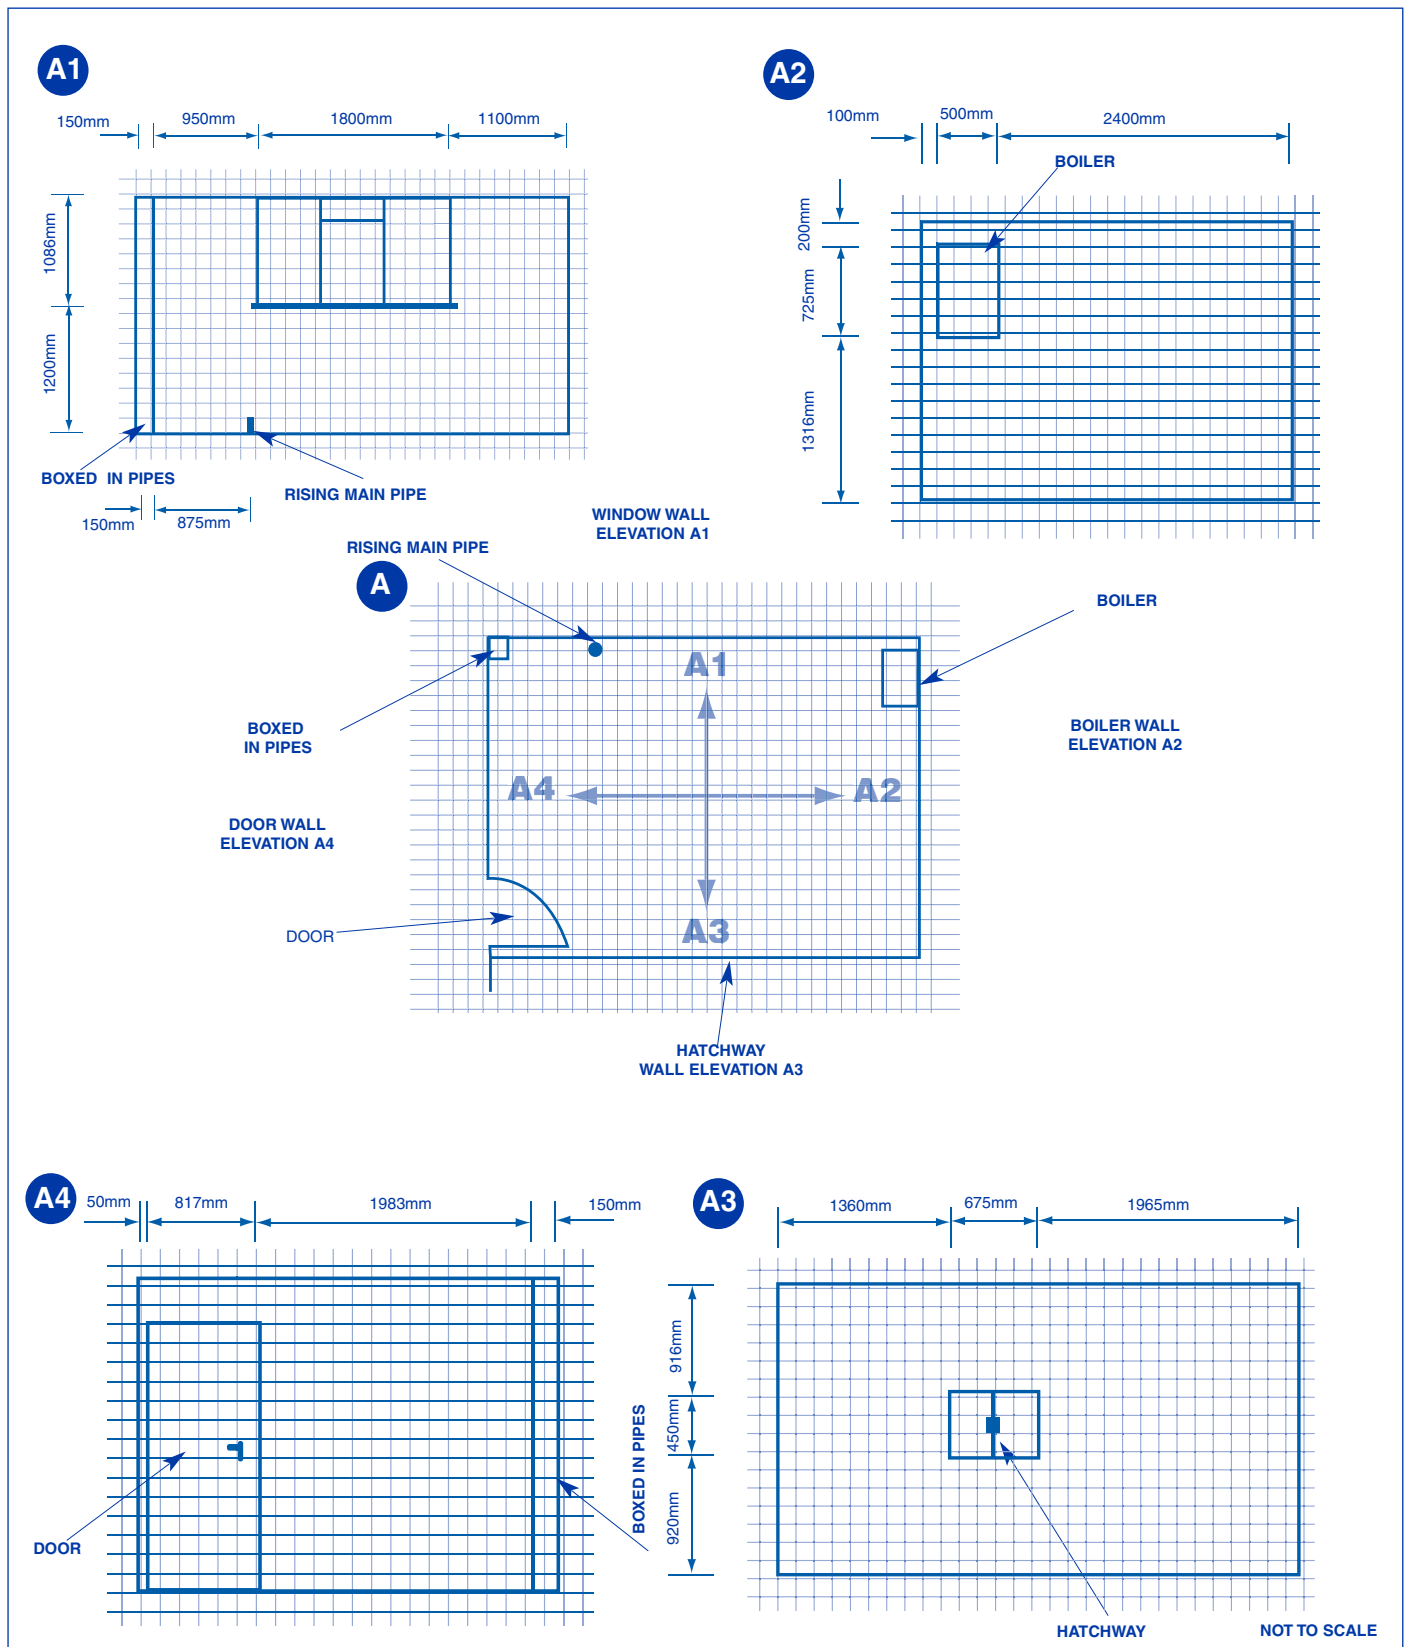 A1
150mm
950mm
1800mm
1100mm
1086mm
1200mm
BOXED IN PIPES
RISING MAIN PIPE
150mm
875mm
WINDOW WALL
ELEVATION A1
A2
100mm
500mm
2400mm
BOILER
200mm
725mm
1316mm
RISING MAIN PIPE
A
BOILER
A1
BOXED
IN PIPES
BOILER WALL
ELEVATION A2
A4
A2
DOOR WALL
ELEVATION A4
DOOR
A3
HATCHWAY
WALL ELEVATION A3
A4
50mm
817mm
1983mm
150mm
BOXED IN PIPES
DOOR
A3
1360mm
675mm
1965mm
916mm
450mm
920mm
HATCHWAY
NOT TO SCALE